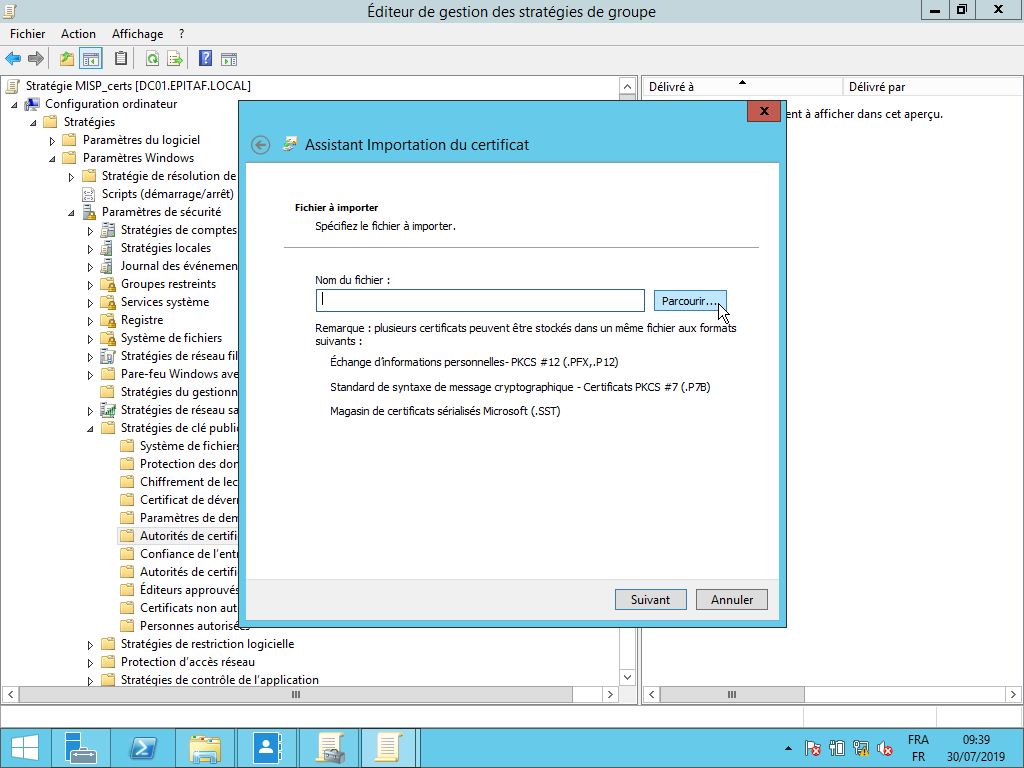 Éditeur de gestion des stratégies de groupe
Fichier Action Affichage ?
Stratégie MISP_certs [DC01.EPITAF.LOCAL]
Configuration ordinateur
Stratégies
Paramètres du logiciel
Paramètres Windows
Stratégie de résolution de
Scripts (démarrage/arrêt)
Paramètres de sécurité
Stratégies de comptes
Stratégies locales
Journal des événemen
Groupes restreints
Services système
Registre
Système de fichiers
Stratégies de réseau fil
Pare-feu Windows ave
Stratégies du gestionn
Stratégies de réseau sa
Stratégies de clé public
Système de fichiers
Protection des don
Chiffrement de lec
Certificat de déverr
Paramètres de dem
Autorités de certifi
Confiance de l'entr
Autorités de certifi
Éditeurs approuvés
Certificats non aut
Personnes autorisées
Stratégies de restriction logicielle
Protection d'accès réseau
Stratégies de contrôle de l'application
Délivré à Délivré par
ent à afficher dans cet aperçu.
Assistant Importation du certificat
Fichier à importer
Spécifiez le fichier à importer.
Nom du fichier :
Parcourir...
Remarque : plusieurs certificats peuvent être stockés dans un même fichier aux formats
suivants :
Échange d'informations personnelles- PKCS #12 (.PFX,.P12)
Standard de syntaxe de message cryptographique - Certificats PKCS #7 (.P7B)
Magasin de certificats sérialisés Microsoft (.SST)
Suivant Annuler
FRA 09:39
FR 30/07/2019